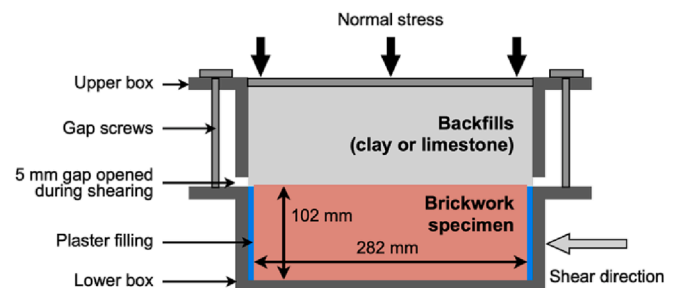 Normal stress
Upper box
Gap screws
5 mm gap opened
during shearing
Plaster filling
Lower box
Backfills
(clay or limestone)
Brickwork
specimen
102 mm
282 mm
Shear direction